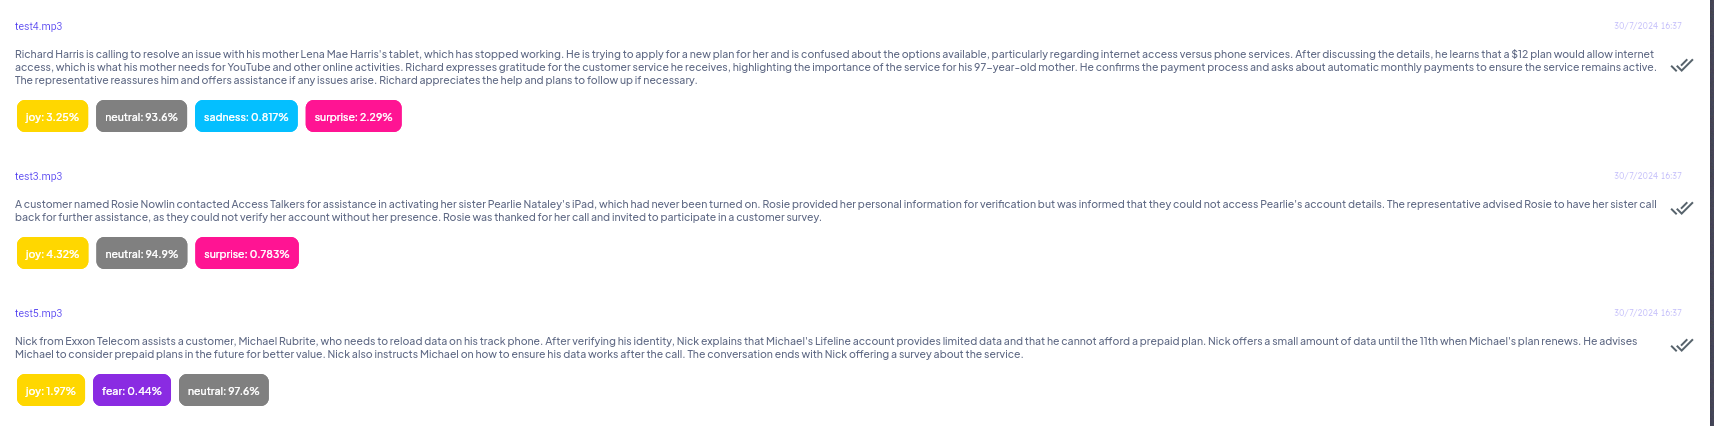 test4.mp3
30/7/2024 16:37
Richard Harris is calling to resolve an issue with his mother Lena Mae Harris's tablet, which has stopped working. He is trying to apply for a new plan for her and is confused about the options available, particularly regarding internet access versus phone services. After discussing the details, he learns that a $12 plan would allow internet
access, which is what his mother needs for YouTube and other online activities. Richard expresses gratitude for the customer service he receives, highlighting the importance of the service for his 97-year-old mother. He confirms the payment process and asks about automatic monthly payments to ensure the service remains active.
The representative reassures him and offers assistance if any issues arise. Richard appreciates the help and plans to follow up if necessary.
joy: 3.25% neutral: 93.6% sadness: 0.817% surprise: 2.29%
test3.mp3
30/7/2024 16:37
A customer named Rosie Nowlin contacted Access Talkers for assistance in activating her sister Pearlie Nataley's iPad, which had never been turned on. Rosie provided her personal information for verification but was informed that they could not access Pearlie's account details. The representative advised Rosie to have her sister call
back for further assistance, as they could not verify her account without her presence. Rosie was thanked for her call and invited to participate in a customer survey.
joy: 4.32% neutral: 94.9% surprise: 0.783%
test5.mp3
30/7/2024 16:37
Nick from Exxon Telecom assists a customer, Michael Rubrite, who needs to reload data on his track phone. After verifying his identity, Nick explains that Michael's Lifeline account provides limited data and that he cannot afford a prepaid plan. Nick offers a small amount of data until the 11th when Michael's plan renews. He advises
Michael to consider prepaid plans in the future for better value. Nick also instructs Michael on how to ensure his data works after the call. The conversation ends with Nick offering a survey about the service.
joy: 1.97% fear: 0.44% neutral: 97.6%